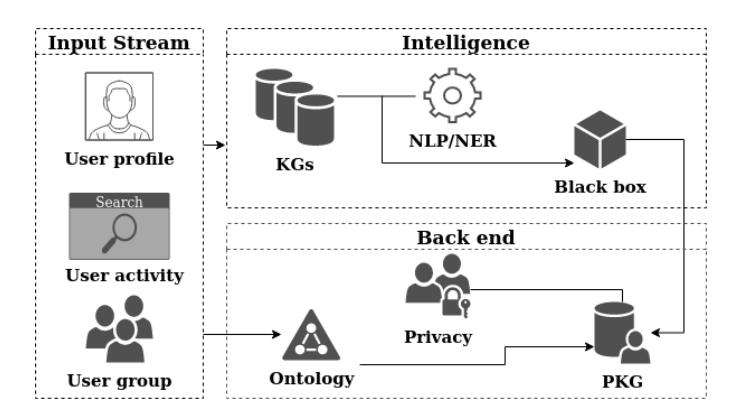 Input Stream
User profile
Search
User activity
User group
Intelligence
KGs
NLP/NER
Black box
Back end
Privacy
Ontology
PKG